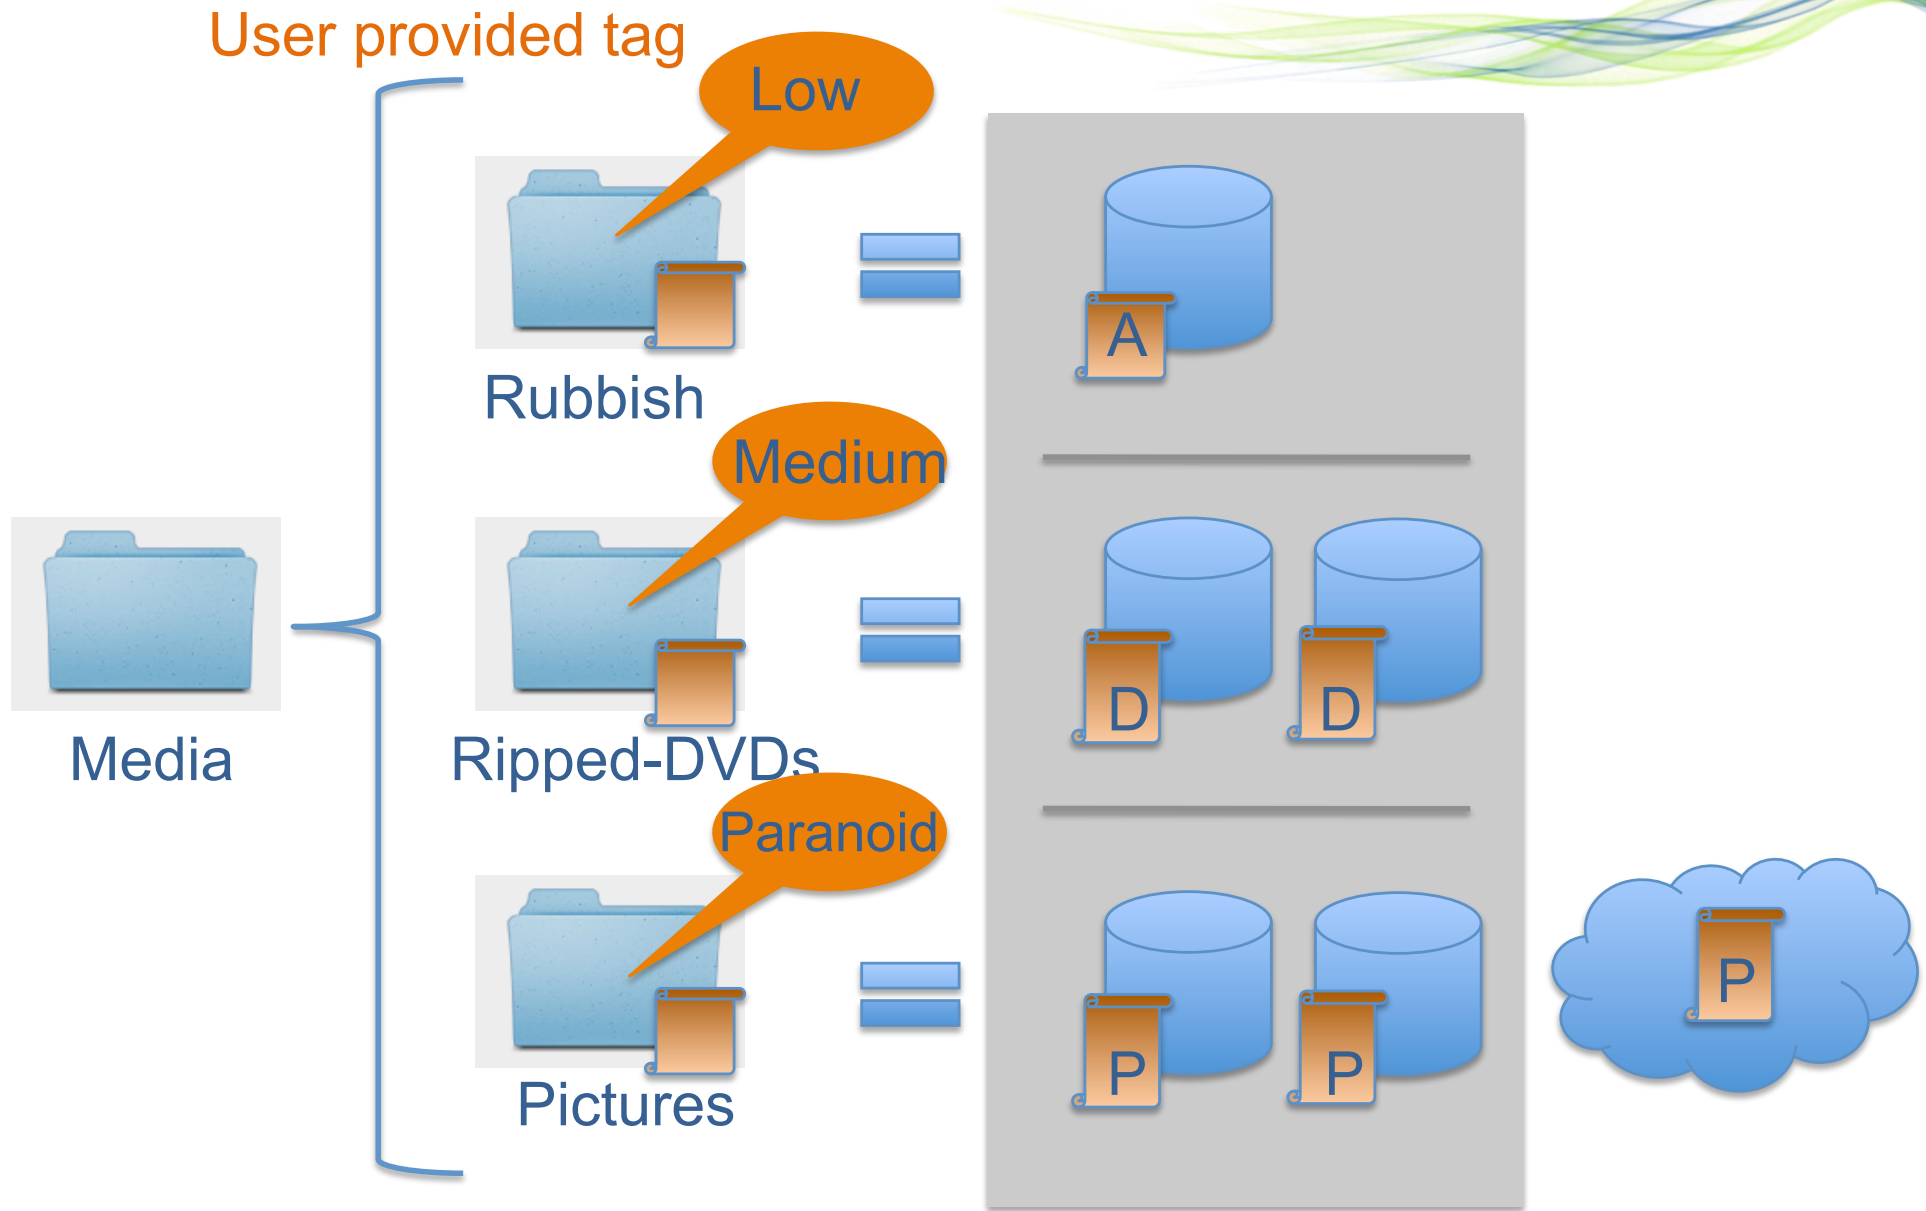 User provided tag
Low
A
Rubbish
Medium
D D
Media
Ripped-DVDs
Paranoid
P P P
Pictures